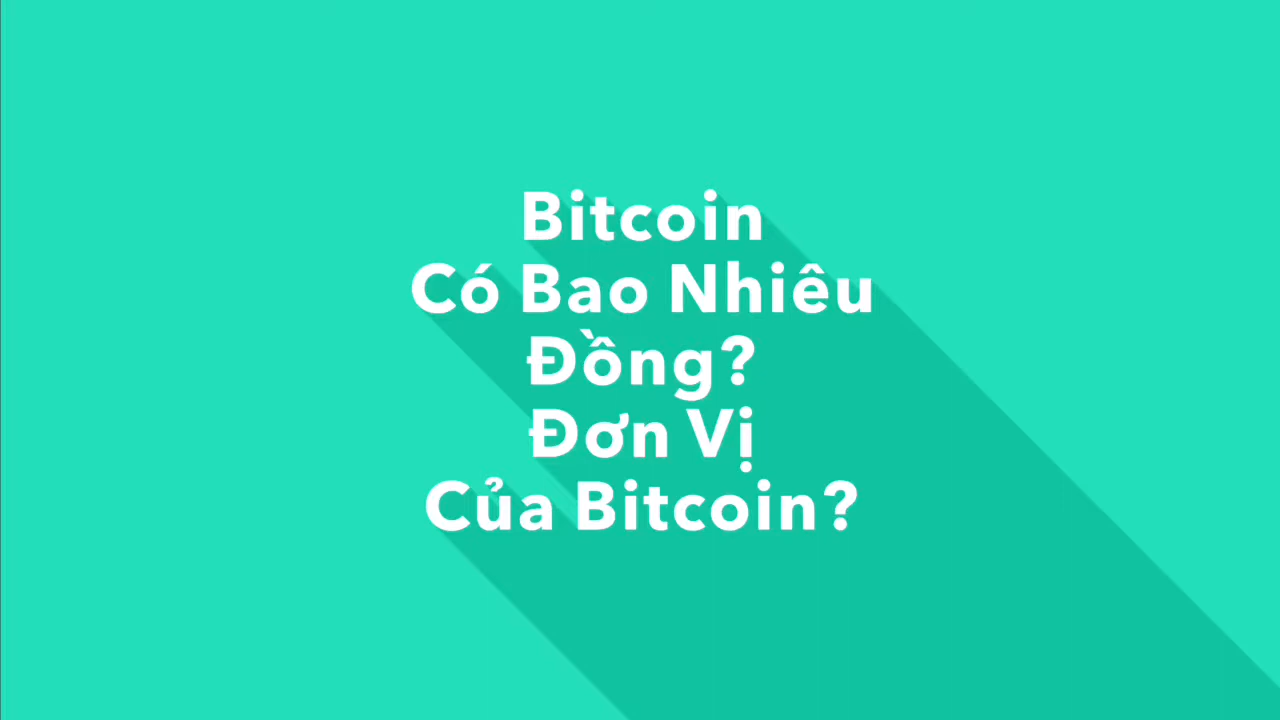 Bitcoin
Có Bao Nhiêu
Đồng?
Đơn Vị
Của Bitcoin?